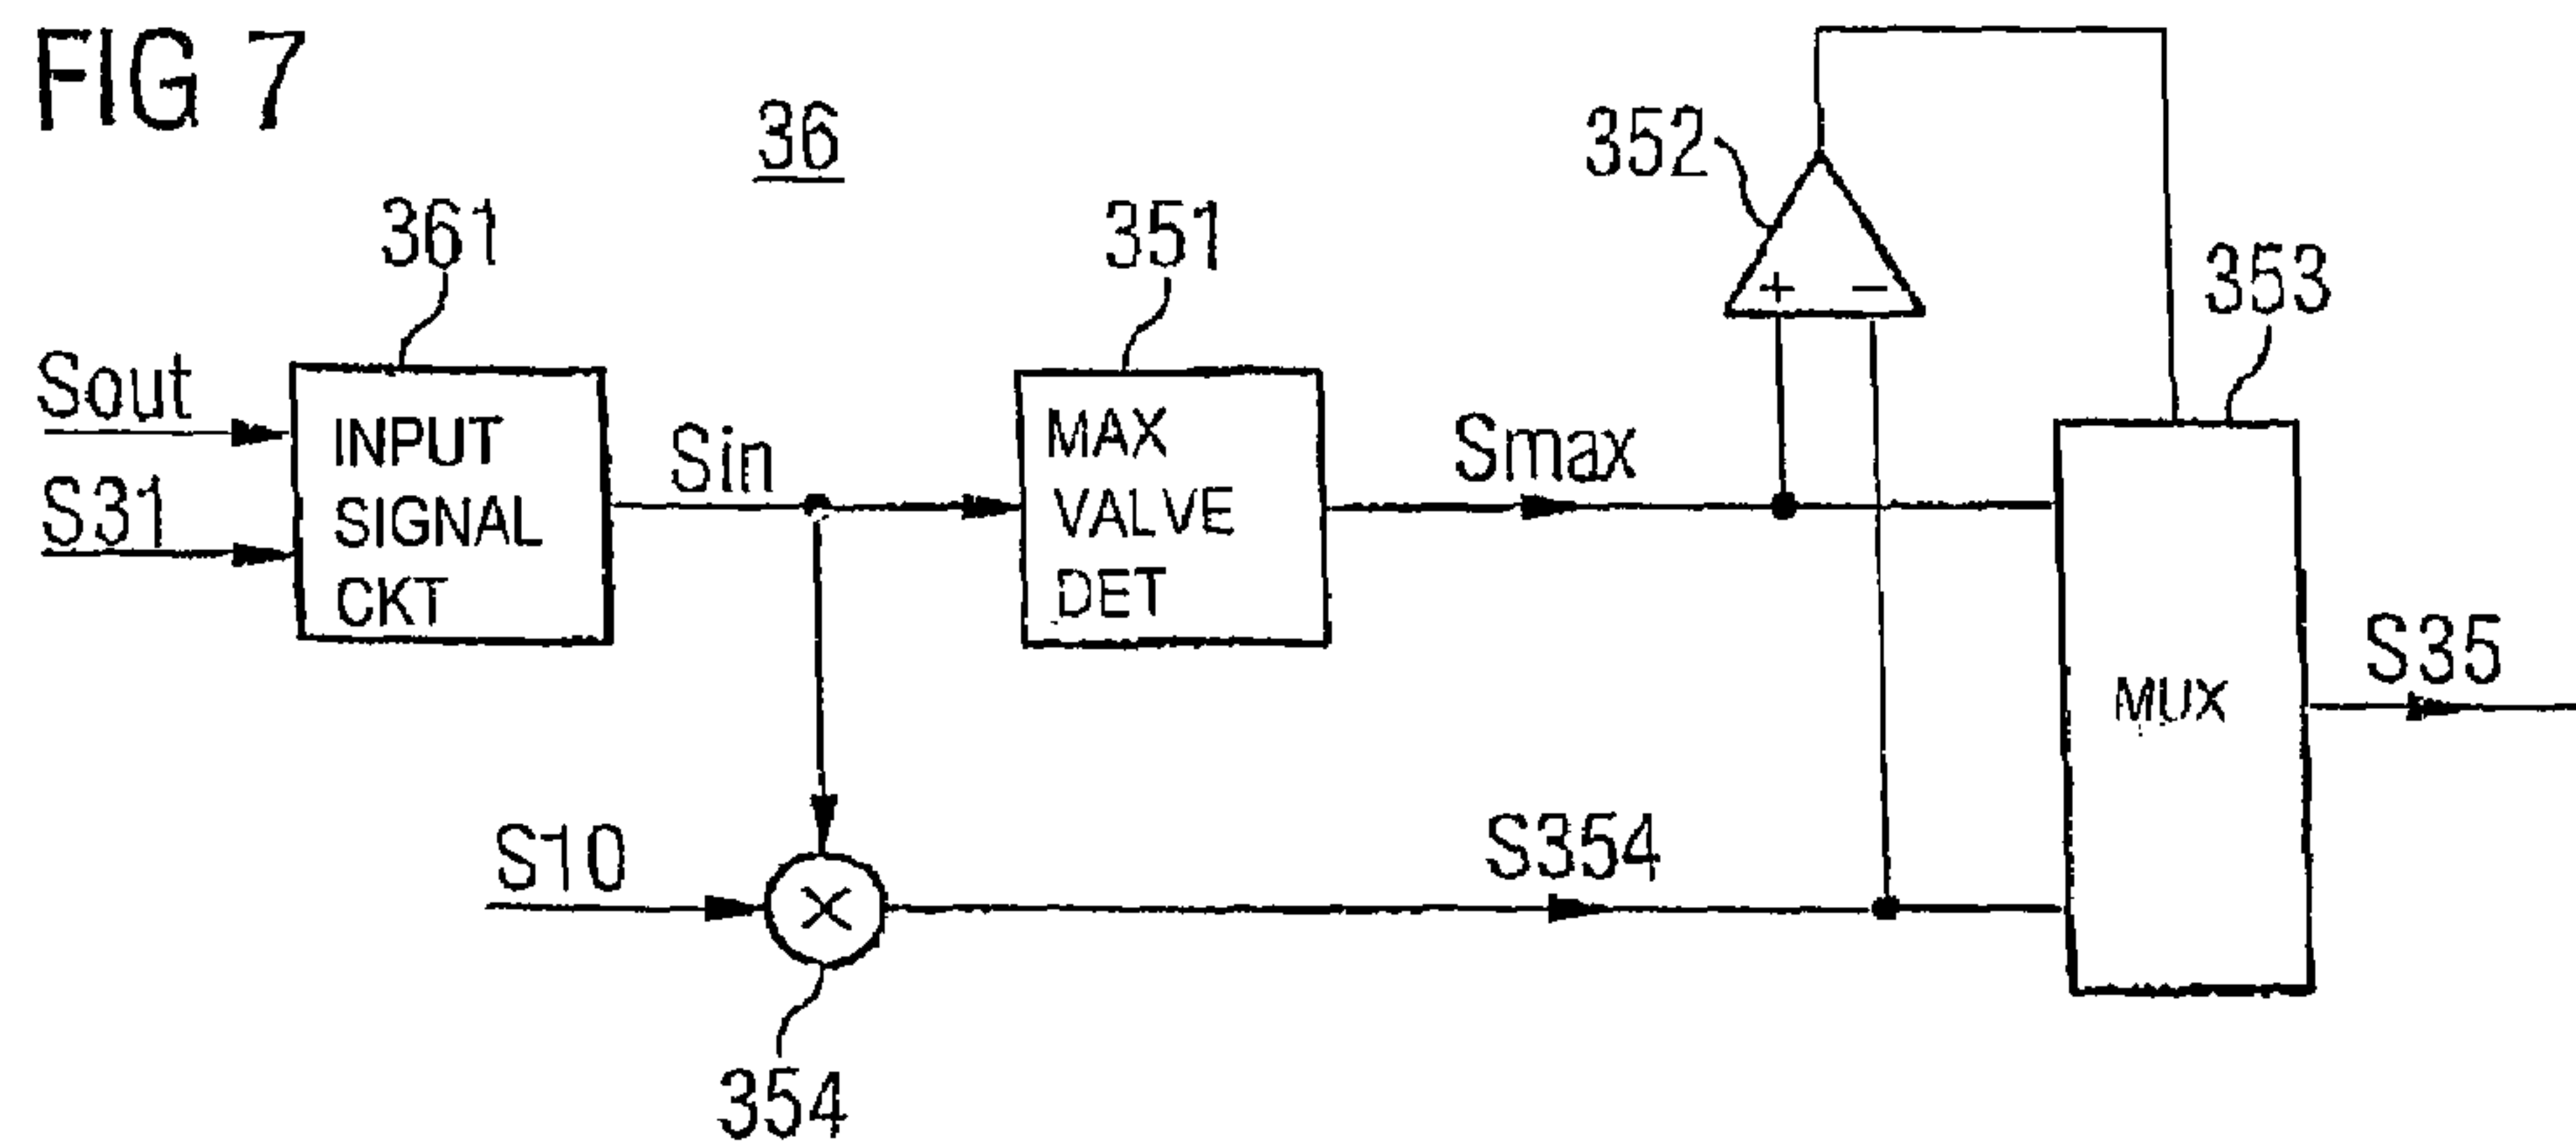 FIG 7
36
352
361
351
353
Sout
S31
INPUT
SIGNAL
CKT
Sin
MAX
VALVE
DET
Smax
+ −
MUX
S35
S10
X
S354
354